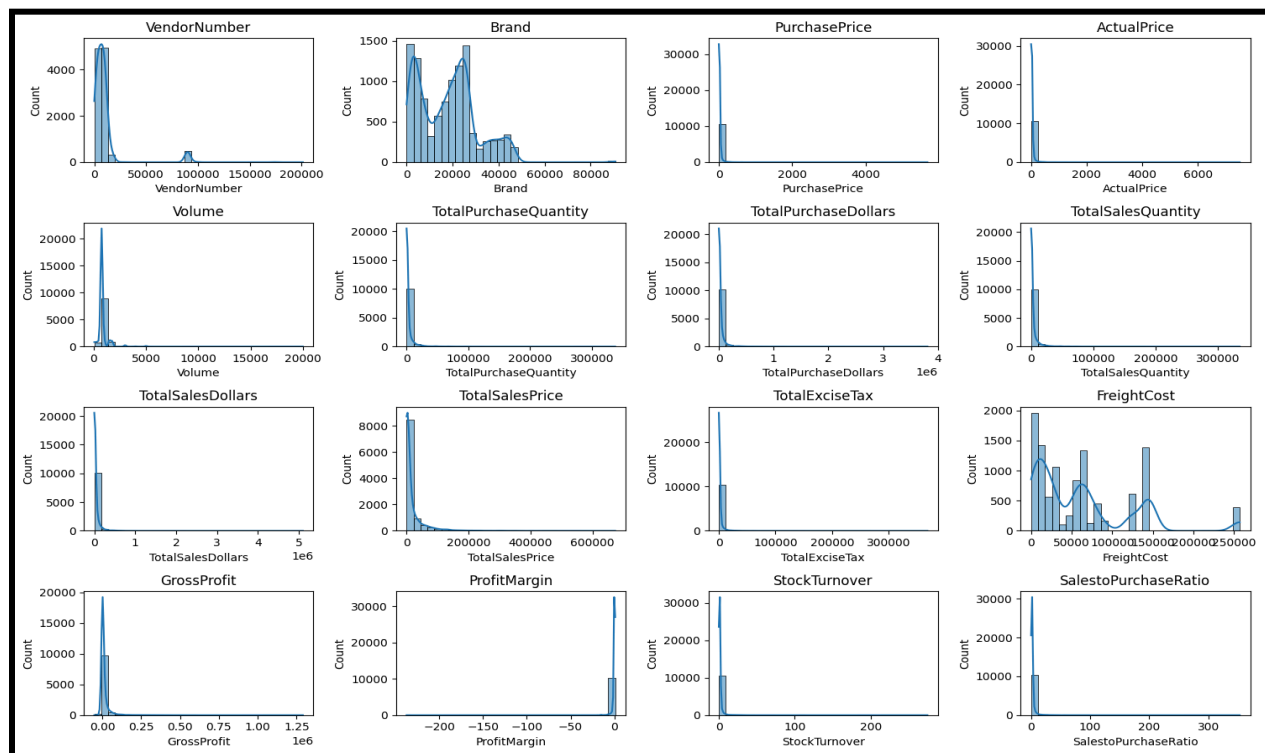 VendorNumber
Count
4000
2000
0
0 50000 100000 150000 200000
VendorNumber
Brand
Count
1500
1000
500
0
0 20000 40000 60000 80000
Brand
PurchasePrice
Count
30000
20000
10000
0
0 2000 4000
PurchasePrice
ActualPrice
Count
30000
20000
10000
0
0 2000 4000 6000
ActualPrice
Volume
Count
20000
15000
10000
5000
0
0 5000 10000 15000 20000
Volume
TotalPurchaseQuantity
Count
20000
15000
10000
5000
0
0 100000 200000 300000
TotalPurchaseQuantity
TotalPurchaseDollars
Count
20000
15000
10000
5000
0
0 1 2 3 4
TotalPurchaseDollars 1e6
TotalSalesQuantity
Count
20000
15000
10000
5000
0
0 100000 200000 300000
TotalSalesQuantity
TotalSalesDollars
Count
20000
15000
10000
5000
0
0 1 2 3 4 5
TotalSalesDollars 1e6
TotalSalesPrice
Count
8000
6000
4000
2000
0
0 200000 400000 600000
TotalSalesPrice
TotalExciseTax
Count
20000
10000
0
0 100000 200000 300000
TotalExciseTax
FreightCost
Count
2000
1500
1000
500
0
0 50000 100000 150000 200000 250000
FreightCost
GrossProfit
Count
20000
15000
10000
5000
0
0.00 0.25 0.50 0.75 1.00 1.25
GrossProfit 1e6
ProfitMargin
Count
30000
20000
10000
0
−200 −150 −100 −50 0
ProfitMargin
StockTurnover
Count
30000
20000
10000
0
0 100 200
StockTurnover
SalestoPurchaseRatio
Count
30000
20000
10000
0
0 100 200 300
SalestoPurchaseRatio